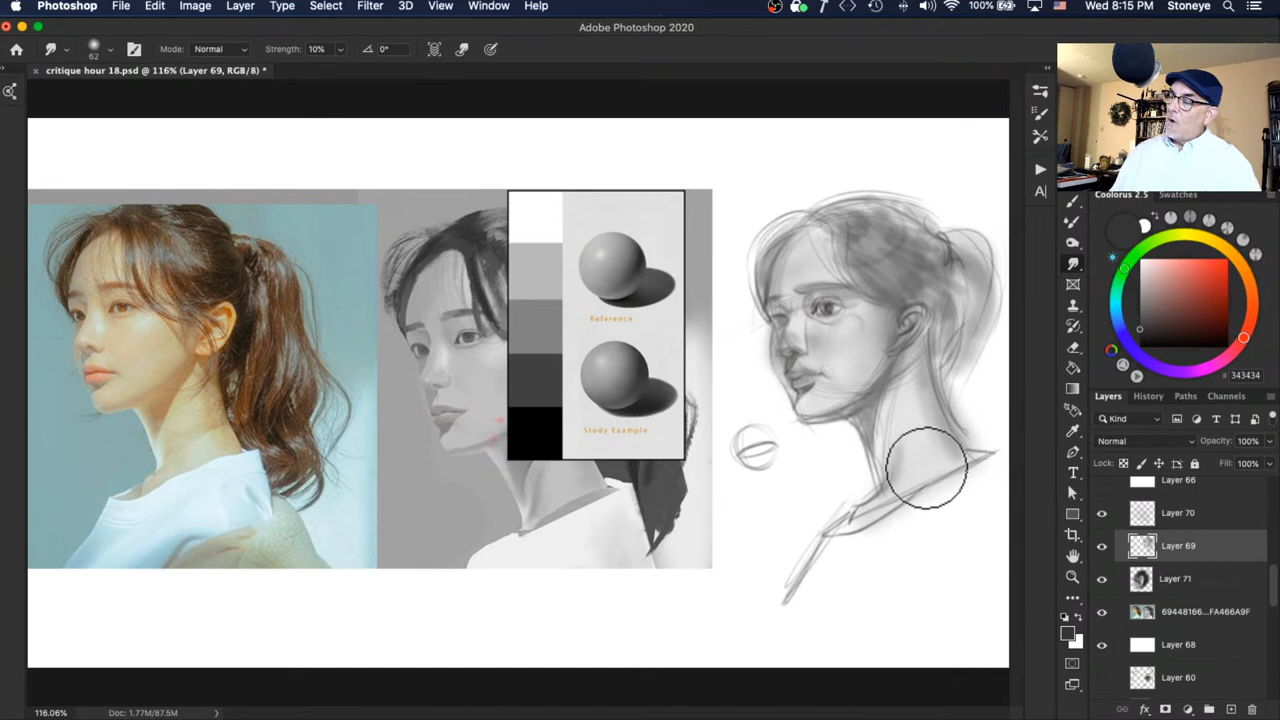 Photoshop File Edit Image Layer Type Select Filter 3D View Window Help 100% Wed 8:15 PM Stoneye
Adobe Photoshop 2020
62 Mode: Normal Strength: 10% 0°
critique hour 18.psd @ 116% (Layer 69, RGB/8) *
Coolorus 2.5 Swatches
Reference
Study Example
# 343434
Layers History Paths Channels
Kind
Normal Opacity: 100%
Lock: Fill: 100%
Layer 66
Layer 70
Layer 69
Layer 71
69448166...FA466A9F
Layer 68
Layer 60
116.06% Doc: 1.77M/87.5M